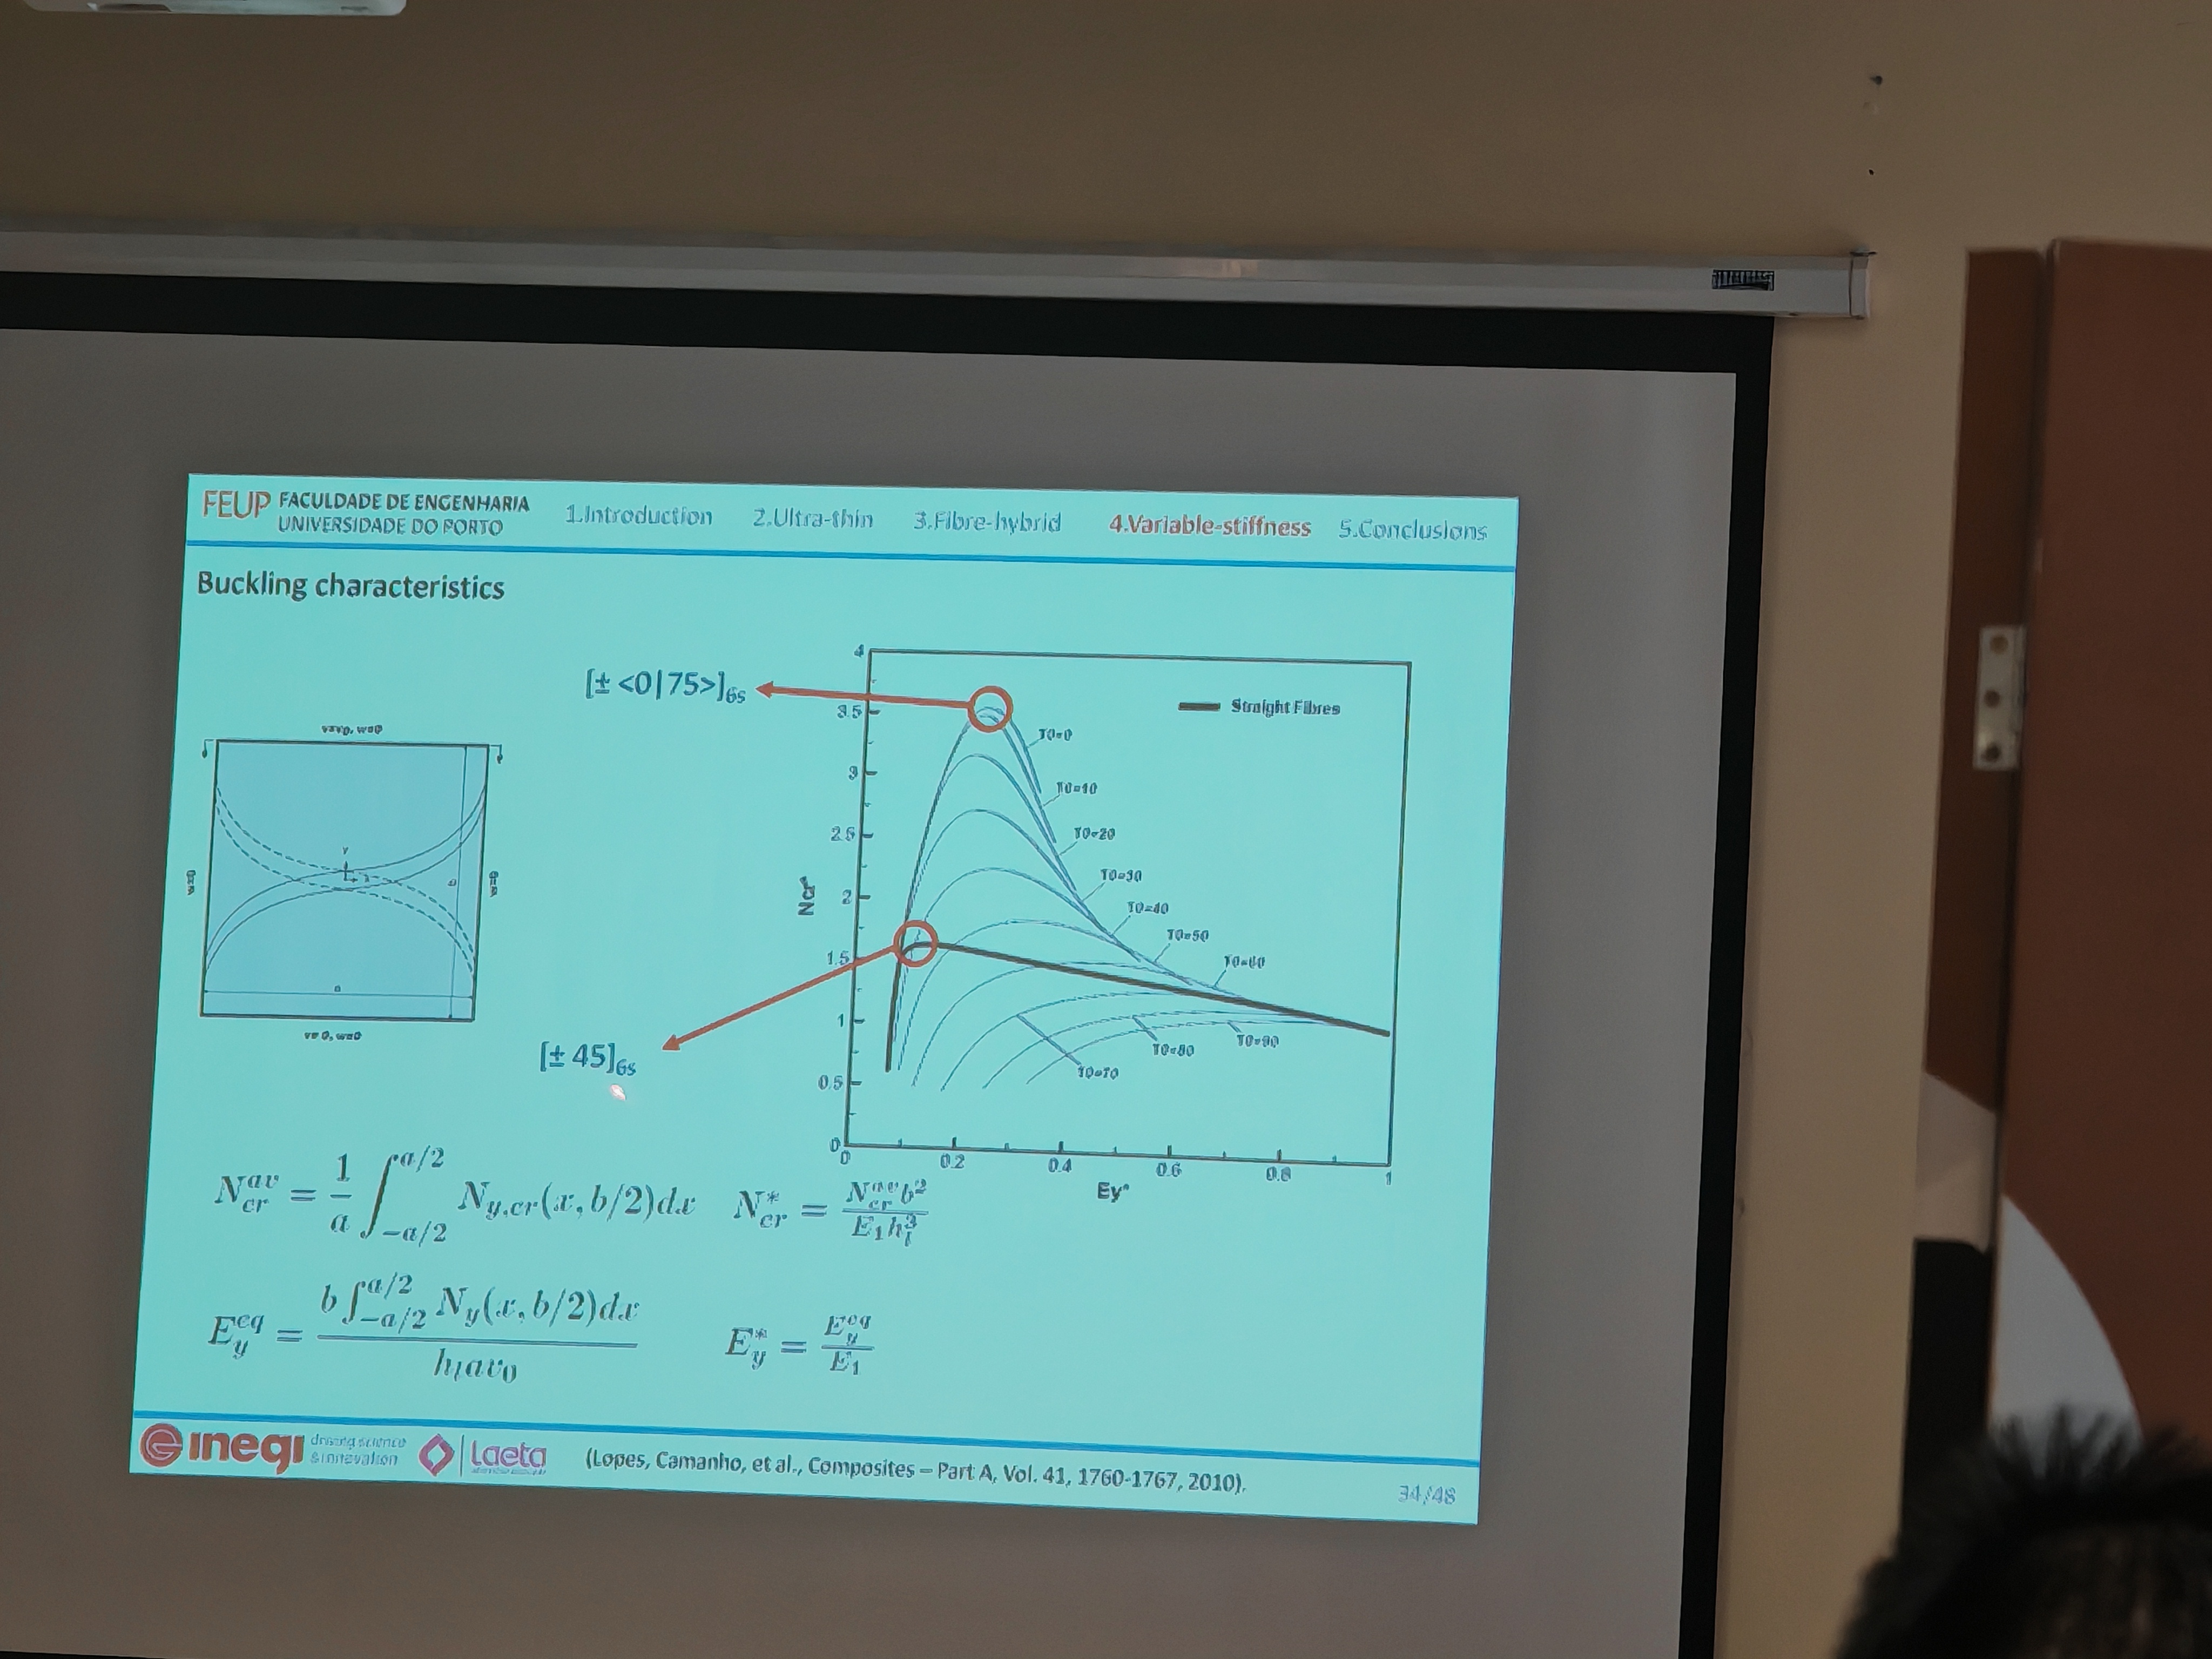 FEUP FACULDADE DE ENGENHARIA
UNIVERSIDADE DO PORTO
1.Introduction 2.Ultra-thin 3.Fibre-hybrid 4.Variable-stiffness 5.Conclusions
Buckling characteristics
[± <0|75>]6s
v=v0, w=0
w=0
y
x
b
a
w=0
v=0, w=0
[± 45]6s
4
3.5
3
2.5
2
1.5
1
0.5
0
Ncr*
Straight Fibres
T0=0
T0=10
T0=20
T0=30
T0=40
T0=50
T0=60
T0=90
T0=80
T0=70
0 0.2 0.4 0.6 0.8 1
Ey*
N_{cr}^{av} = \frac{1}{a} \int_{-a/2}^{a/2} N_{y,cr}(x, b/2)dx N_{cr}^{*} = \frac{N_{cr}^{av} b^2}{E_1 h_l^3}
E_y^{eq} = \frac{b \int_{-a/2}^{a/2} N_y(x, b/2)dx}{h_l a v_0} E_y^{*} = \frac{E_y^{eq}}{E_1}
inegi driving science & innovation
Laeta
(Lopes, Camanho, et al., Composites – Part A, Vol. 41, 1760-1767, 2010).
34/48